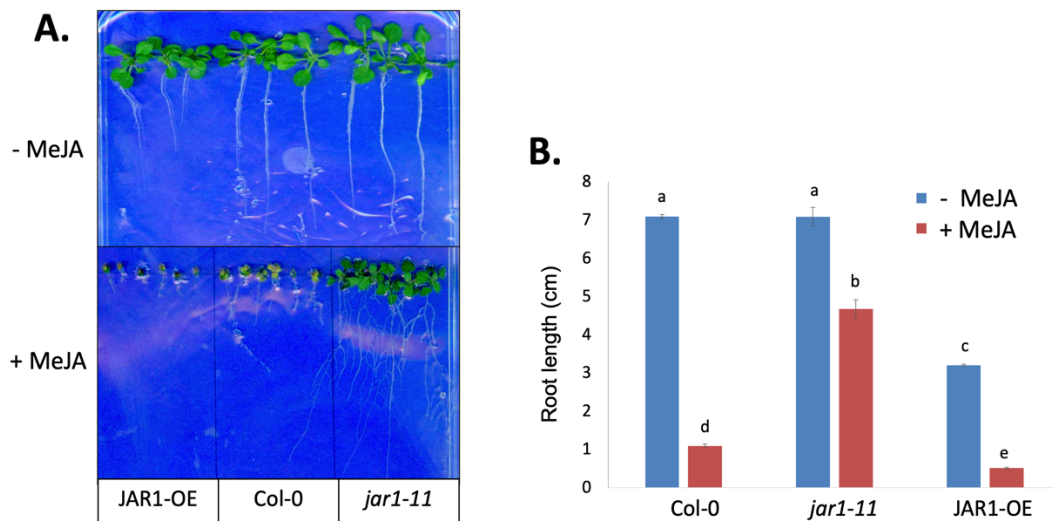 A.
- MeJA
+ MeJA
JAR1-OE Col-0 jar1-11
B.
Root length (cm)
8
7
6
5
4
3
2
1
0
a
d
a
b
c
e
- MeJA
+ MeJA
Col-0 jar1-11 JAR1-OE